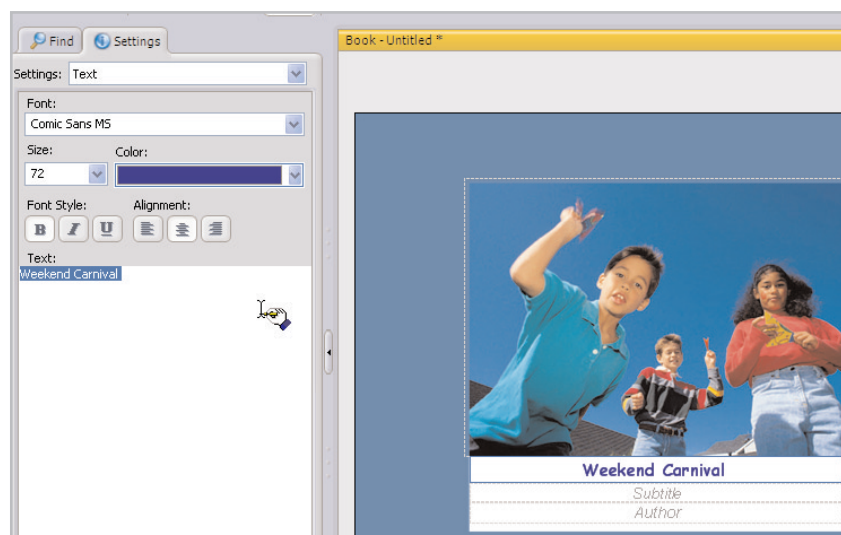 Find Settings
Book - Untitled *
Settings: Text
Font:
Comic Sans MS
Size: Color:
72
Font Style: Alignment:
B I U
Text:
Weekend Carnival
Weekend Carnival
Subtitle
Author